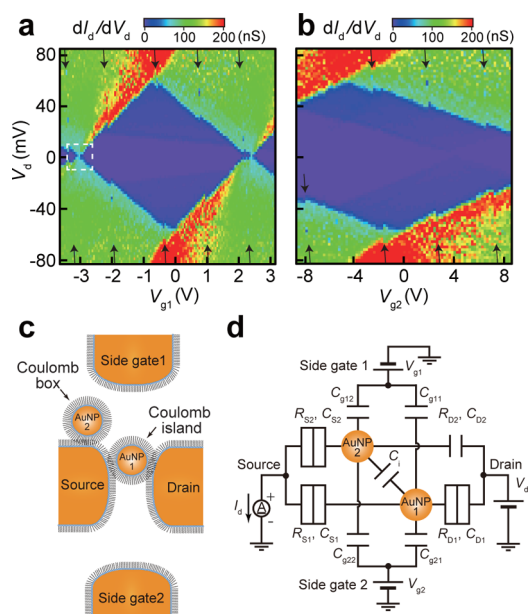 dI_d/dV_d
0 100 200 (nS)
dI_d/dV_d
0 100 200 (nS)
a
b
80
40
0
-40
-80
V_d (mV)
-3 -2 -1 0 1 2 3
V_g1 (V)
-8 -4 0 4 8
V_g2 (V)
c
d
Side gate1
Coulomb
box
AuNP
2
Coulomb
island
AuNP
1
Source
Drain
Side gate2
Side gate 1
V_g1
C_g12
C_g11
R_S2, C_S2
R_D2, C_D2
AuNP
2
Source
C_i
Drain
I_d
A
+
-
AuNP
1
V_d
R_S1, C_S1
R_D1, C_D1
C_g22
C_g21
Side gate 2
V_g2